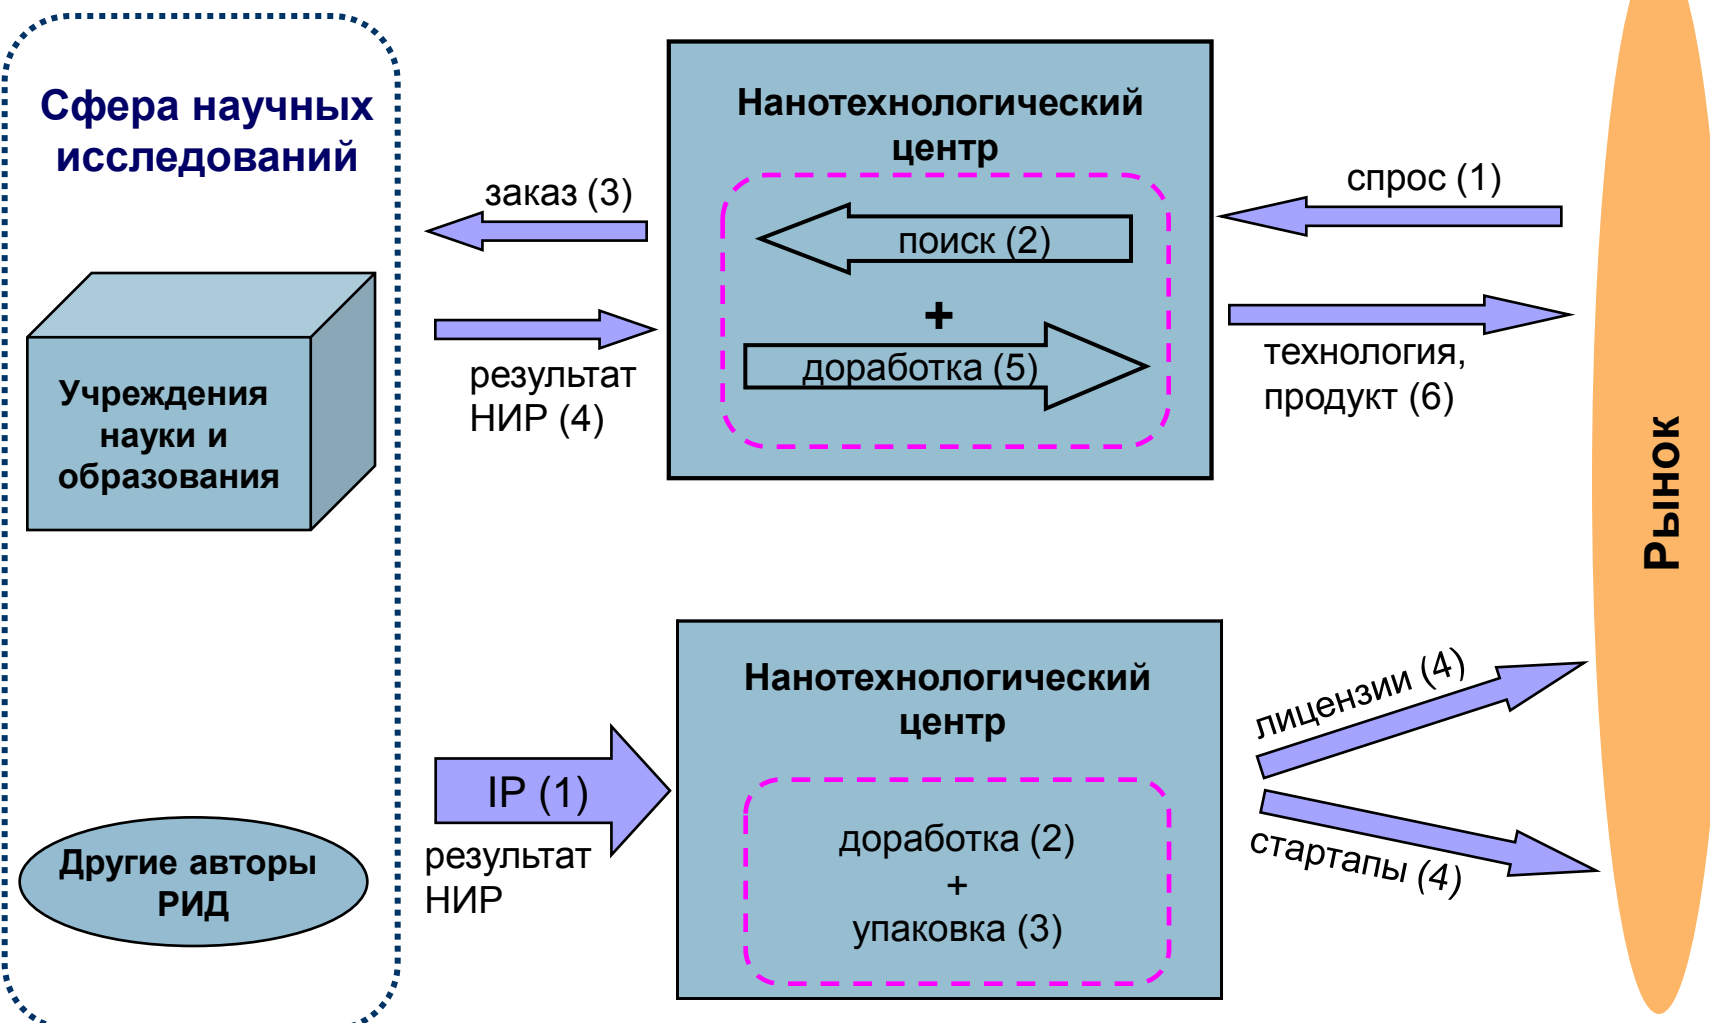 Сфера научных
исследований
Учреждения
науки и
образования
Другие авторы
РИД
заказ (3)
результат
НИР (4)
Нанотехнологический
центр
поиск (2)
+
доработка (5)
спрос (1)
технология,
продукт (6)
IP (1)
результат
НИР
Нанотехнологический
центр
доработка (2)
+
упаковка (3)
лицензии (4)
стартапы (4)
Рынок